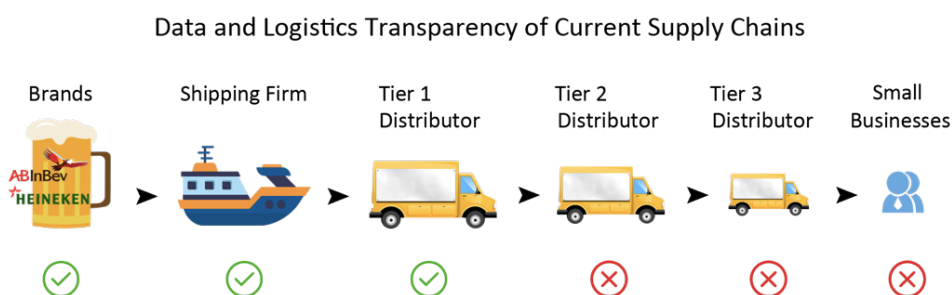 Data and Logistics Transparency of Current Supply Chains
Brands
Shipping Firm
Tier 1
Distributor
Tier 2
Distributor
Tier 3
Distributor
Small
Businesses
ABInBev
HEINEKEN